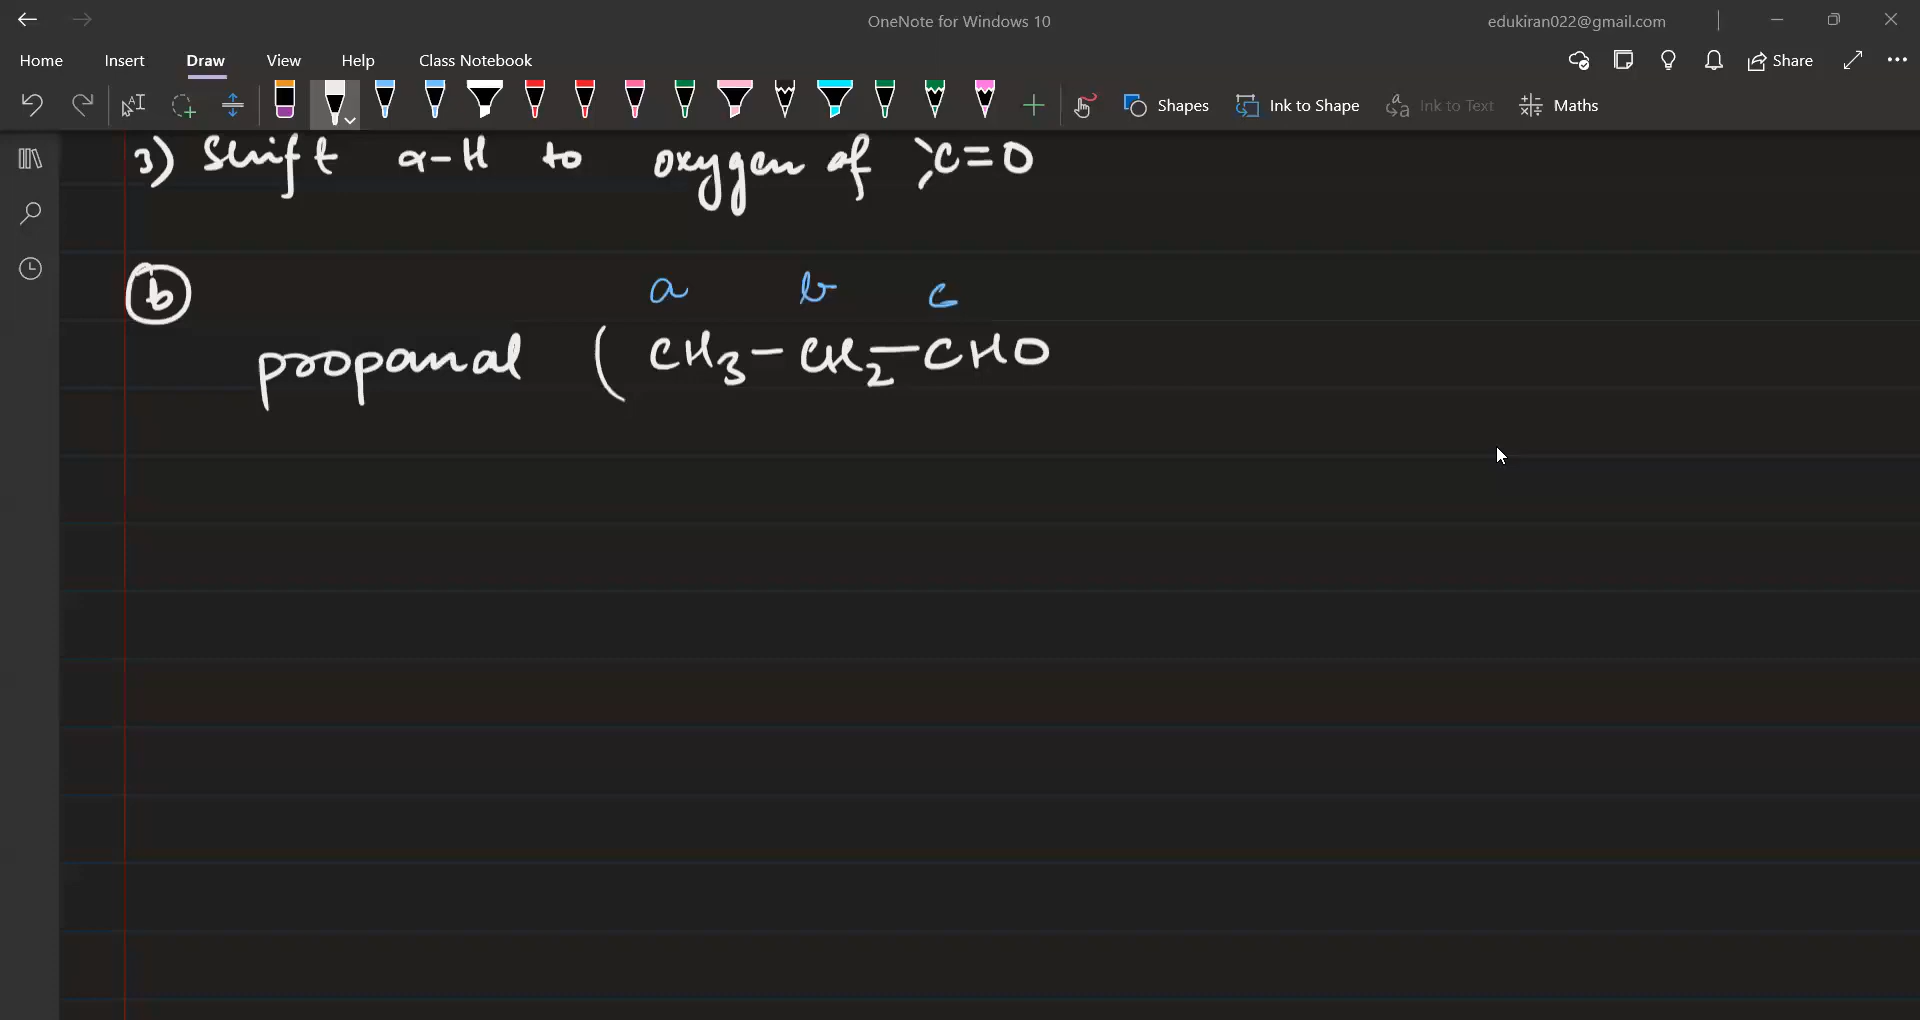 OneNote for Windows 10
edukiran022@gmail.com
Home Insert Draw View Help Class Notebook Share
Shapes Ink to Shape Ink to Text Maths
3) Shift α-H to oxygen of >C=O
b
a b c
propanal ( CH₃-CH₂-CHO